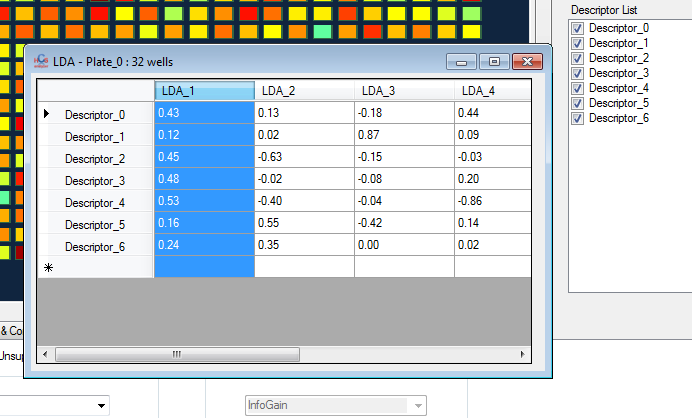 Descriptor List
Descriptor_0
Descriptor_1
Descriptor_2
Descriptor_3
Descriptor_4
Descriptor_5
Descriptor_6
LDA - Plate_0 : 32 wells
LDA_1 LDA_2 LDA_3 LDA_4
Descriptor_0 0.43 0.13 -0.18 0.44
Descriptor_1 0.12 0.02 0.87 0.09
Descriptor_2 0.45 -0.63 -0.15 -0.03
Descriptor_3 0.48 -0.02 -0.08 0.20
Descriptor_4 0.53 -0.40 -0.04 -0.86
Descriptor_5 0.16 0.55 -0.42 0.14
Descriptor_6 0.24 0.35 0.00 0.02
& Co
Unsup
InfoGain